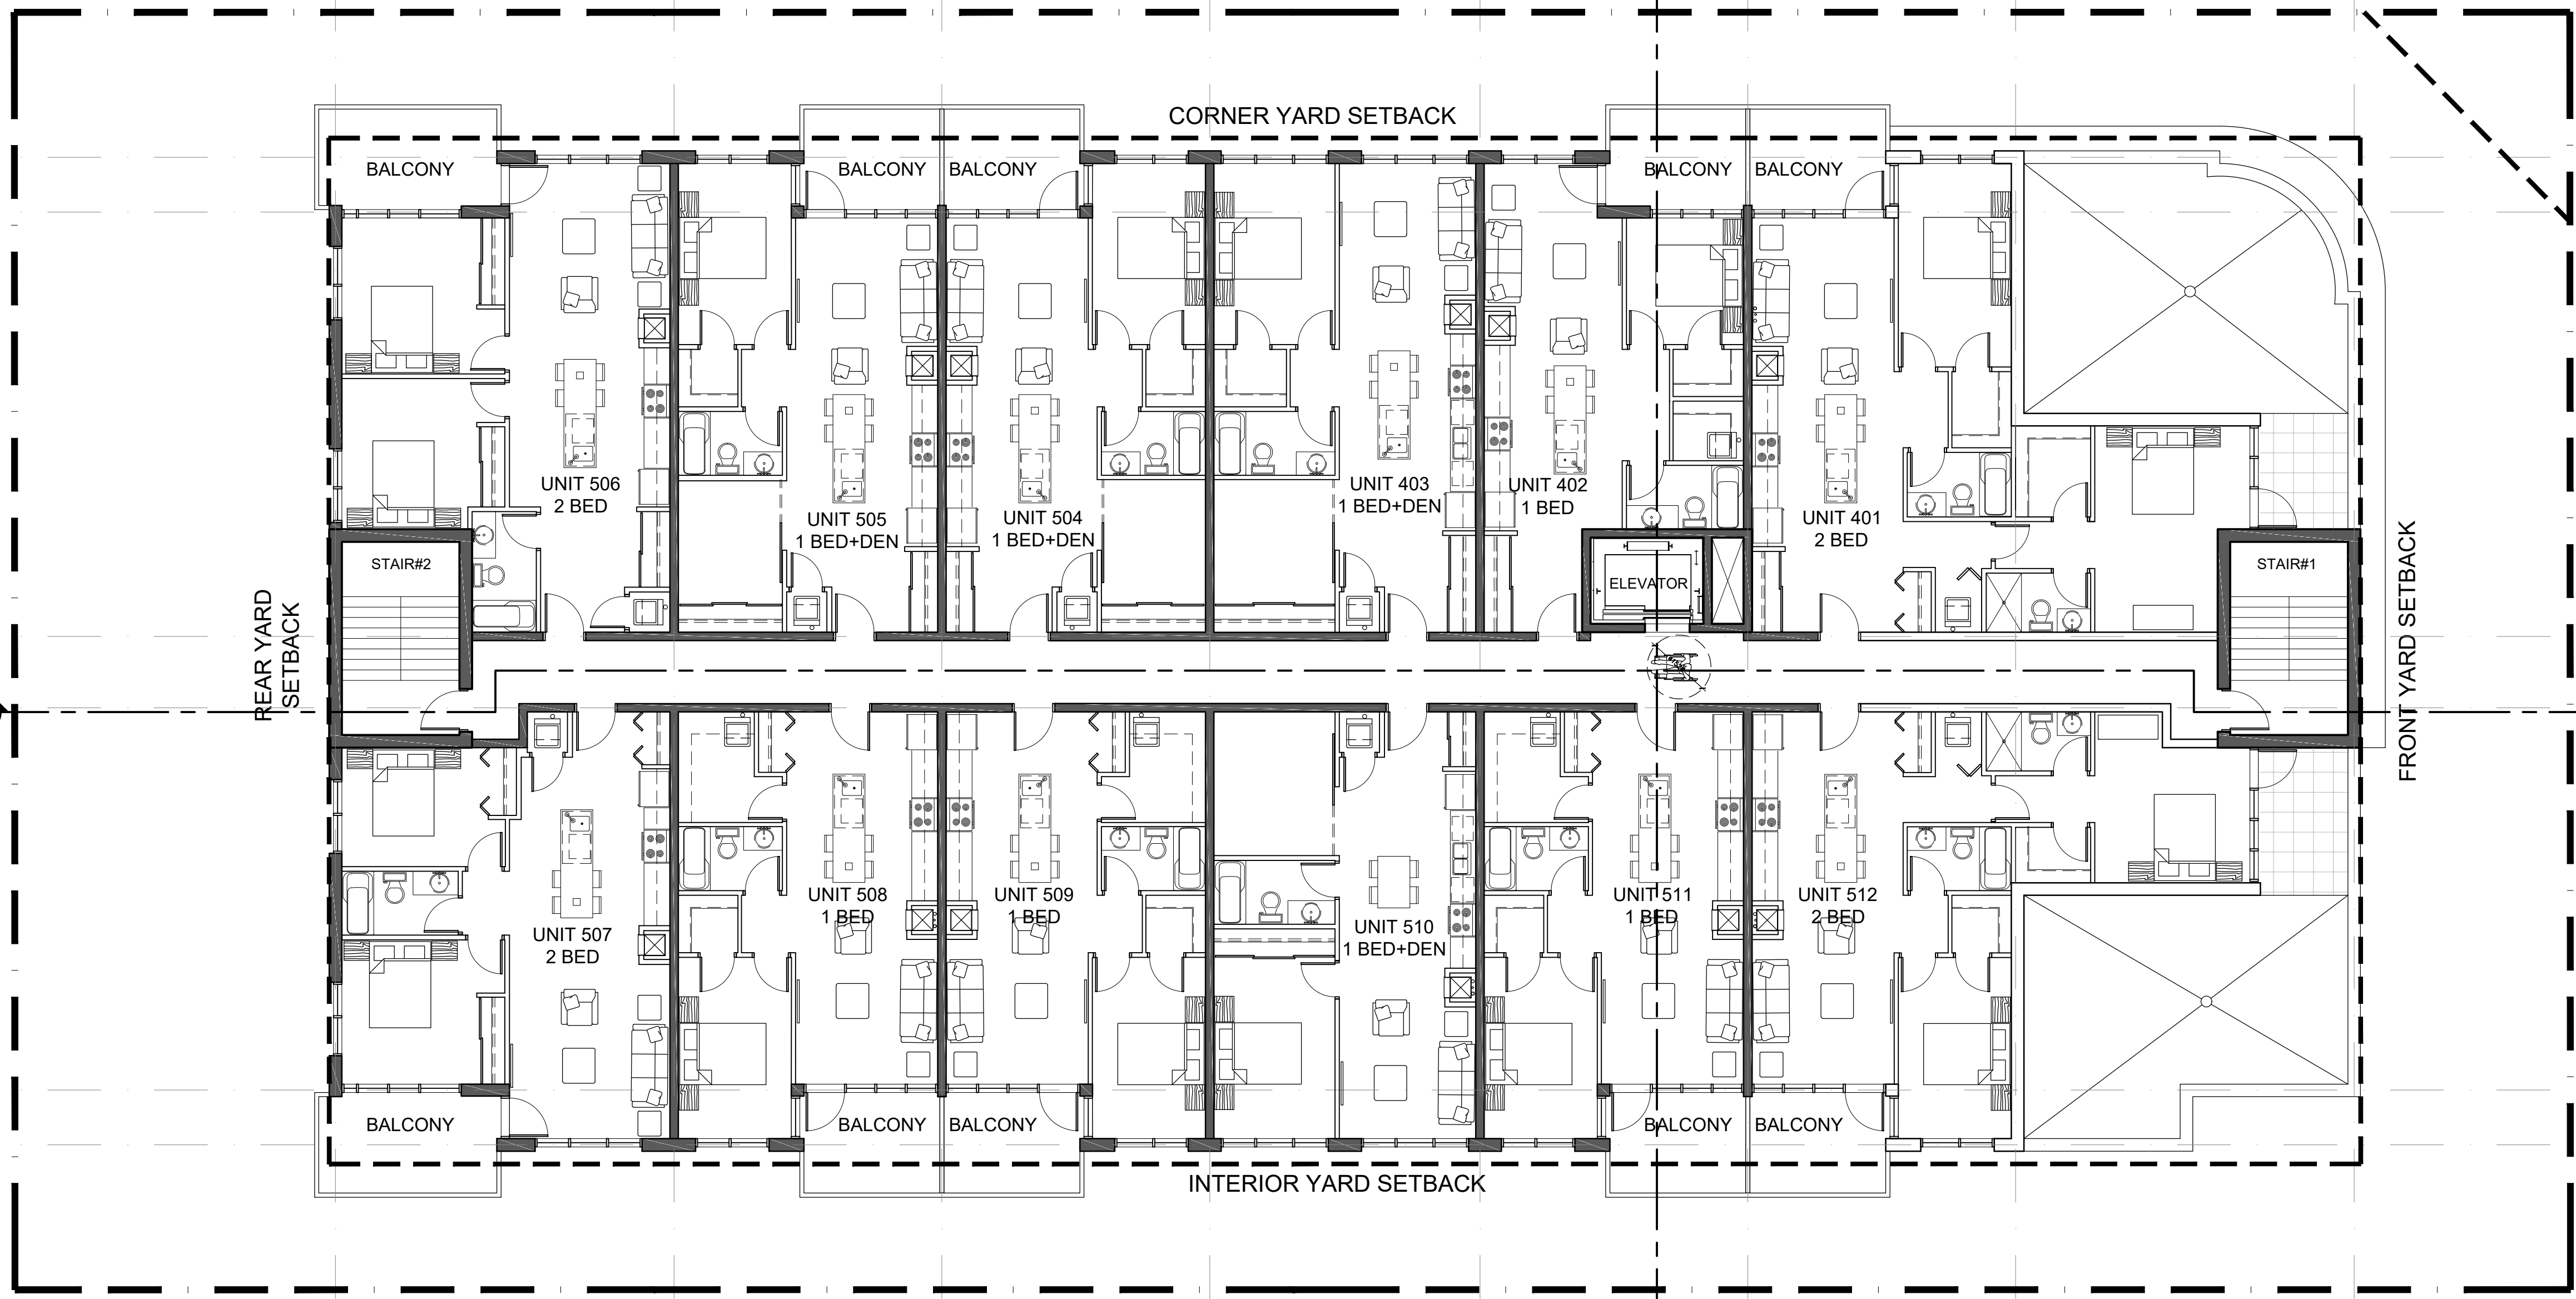 CORNER YARD SETBACK
BALCONY
BALCONY
BALCONY
BALCONY
BALCONY
UNIT 506
2 BED
UNIT 505
1 BED+DEN
UNIT 504
1 BED+DEN
UNIT 403
1 BED+DEN
UNIT 402
1 BED
UNIT 401
2 BED
STAIR#2
ELEVATOR
STAIR#1
REAR YARD
SETBACK
FRONT YARD SETBACK
UNIT 507
2 BED
UNIT 508
1 BED
UNIT 509
1 BED
UNIT 510
1 BED+DEN
UNIT 511
1 BED
UNIT 512
2 BED
BALCONY
BALCONY
BALCONY
BALCONY
BALCONY
INTERIOR YARD SETBACK